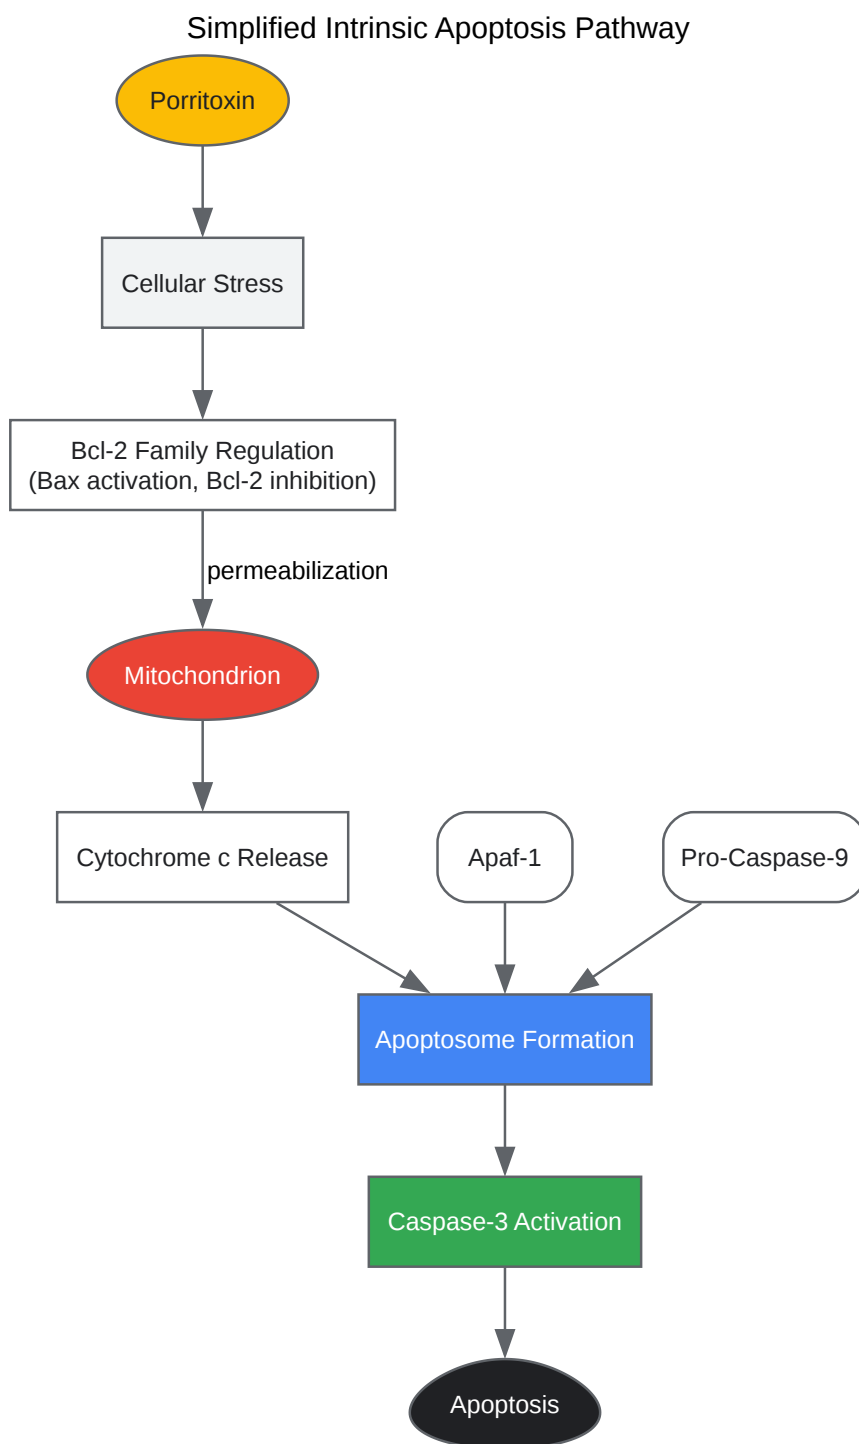 Simplified Intrinsic Apoptosis Pathway
Porritoxin
Cellular Stress
Bcl-2 Family Regulation
(Bax activation, Bcl-2 inhibition)
permeabilization
Mitochondrion
Cytochrome c Release
Apaf-1
Pro-Caspase-9
Apoptosome Formation
Caspase-3 Activation
Apoptosis